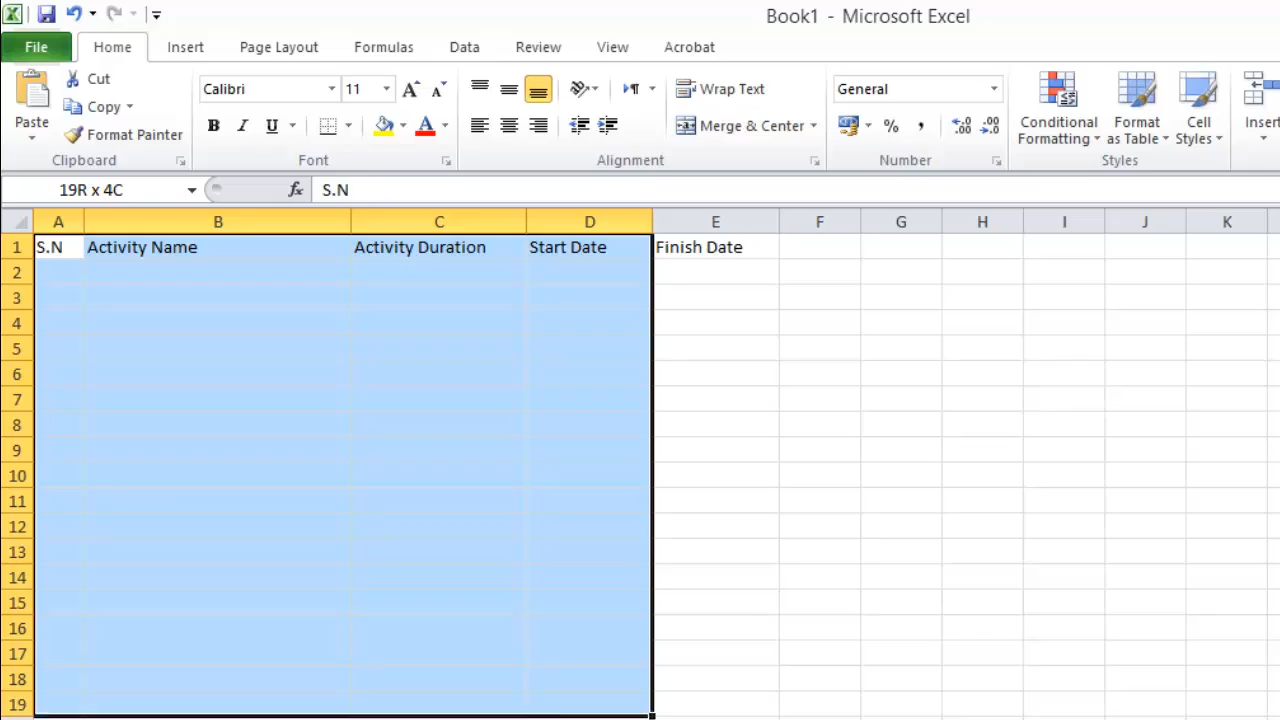 Book1 - Microsoft Excel
File Home Insert Page Layout Formulas Data Review View Acrobat
Paste Cut Copy Format Painter
Calibri 11
B I U A
Wrap Text
Merge & Center
General
% ,
Conditional Formatting
Format as Table
Cell Styles
Insert
Clipboard Font Alignment Number Styles
19R x 4C fx S.N
A B C D E F G H I J K
1 S.N Activity Name Activity Duration Start Date Finish Date
2
3
4
5
6
7
8
9
10
11
12
13
14
15
16
17
18
19